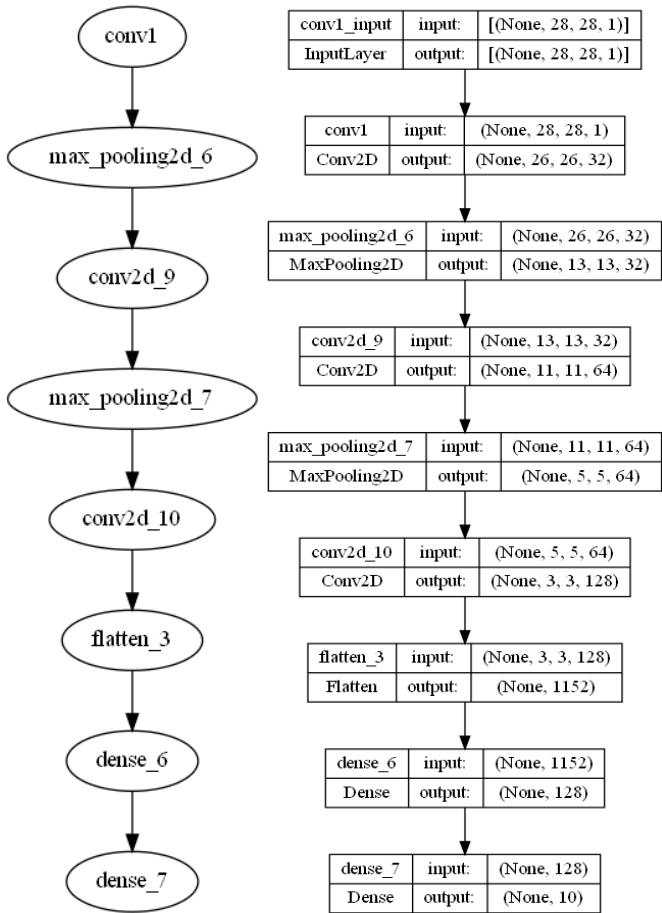 conv1
max_pooling2d_6
conv2d_9
max_pooling2d_7
conv2d_10
flatten_3
dense_6
dense_7
conv1_input input: [(None, 28, 28, 1)]
InputLayer output: [(None, 28, 28, 1)]
conv1 input: (None, 28, 28, 1)
Conv2D output: (None, 26, 26, 32)
max_pooling2d_6 input: (None, 26, 26, 32)
MaxPooling2D output: (None, 13, 13, 32)
conv2d_9 input: (None, 13, 13, 32)
Conv2D output: (None, 11, 11, 64)
max_pooling2d_7 input: (None, 11, 11, 64)
MaxPooling2D output: (None, 5, 5, 64)
conv2d_10 input: (None, 5, 5, 64)
Conv2D output: (None, 3, 3, 128)
flatten_3 input: (None, 3, 3, 128)
Flatten output: (None, 1152)
dense_6 input: (None, 1152)
Dense output: (None, 128)
dense_7 input: (None, 128)
Dense output: (None, 10)